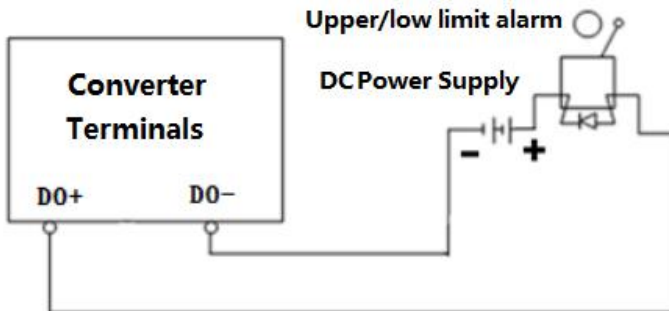 Upper/low limit alarm
Converter
Terminals
DC Power Supply
- +
DO+ DO-